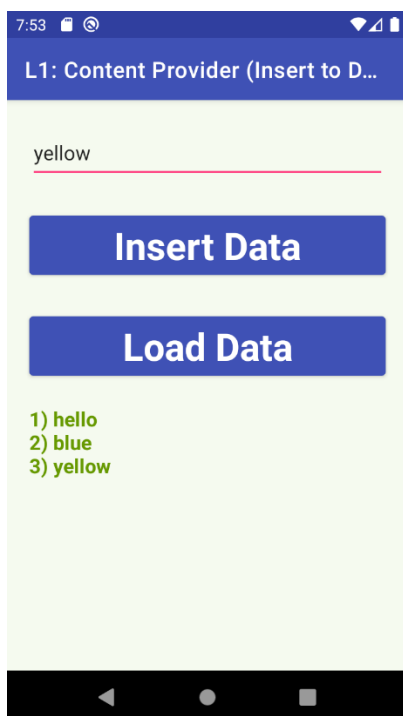 7:53
L1: Content Provider (Insert to D...
yellow
Insert Data
Load Data
1) hello
2) blue
3) yellow